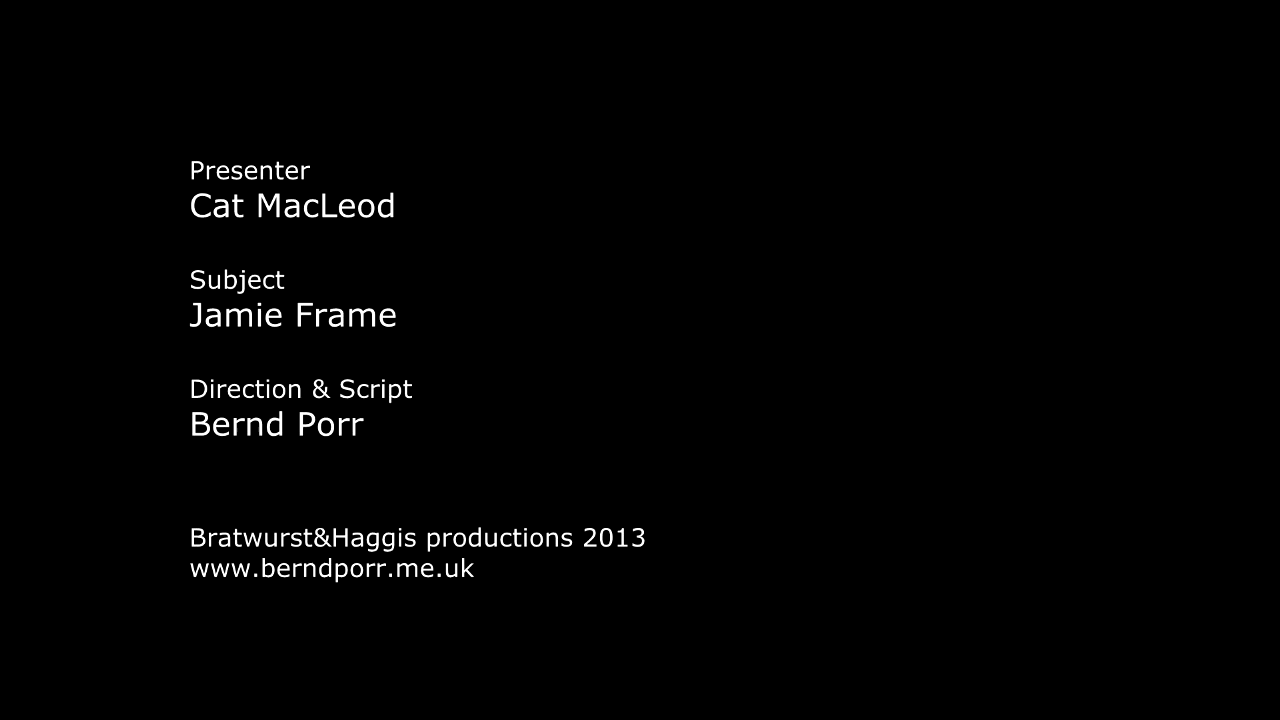 Presenter
Cat MacLeod
Subject
Jamie Frame
Direction & Script
Bernd Porr
Bratwurst&Haggis productions 2013
www.berndporr.me.uk